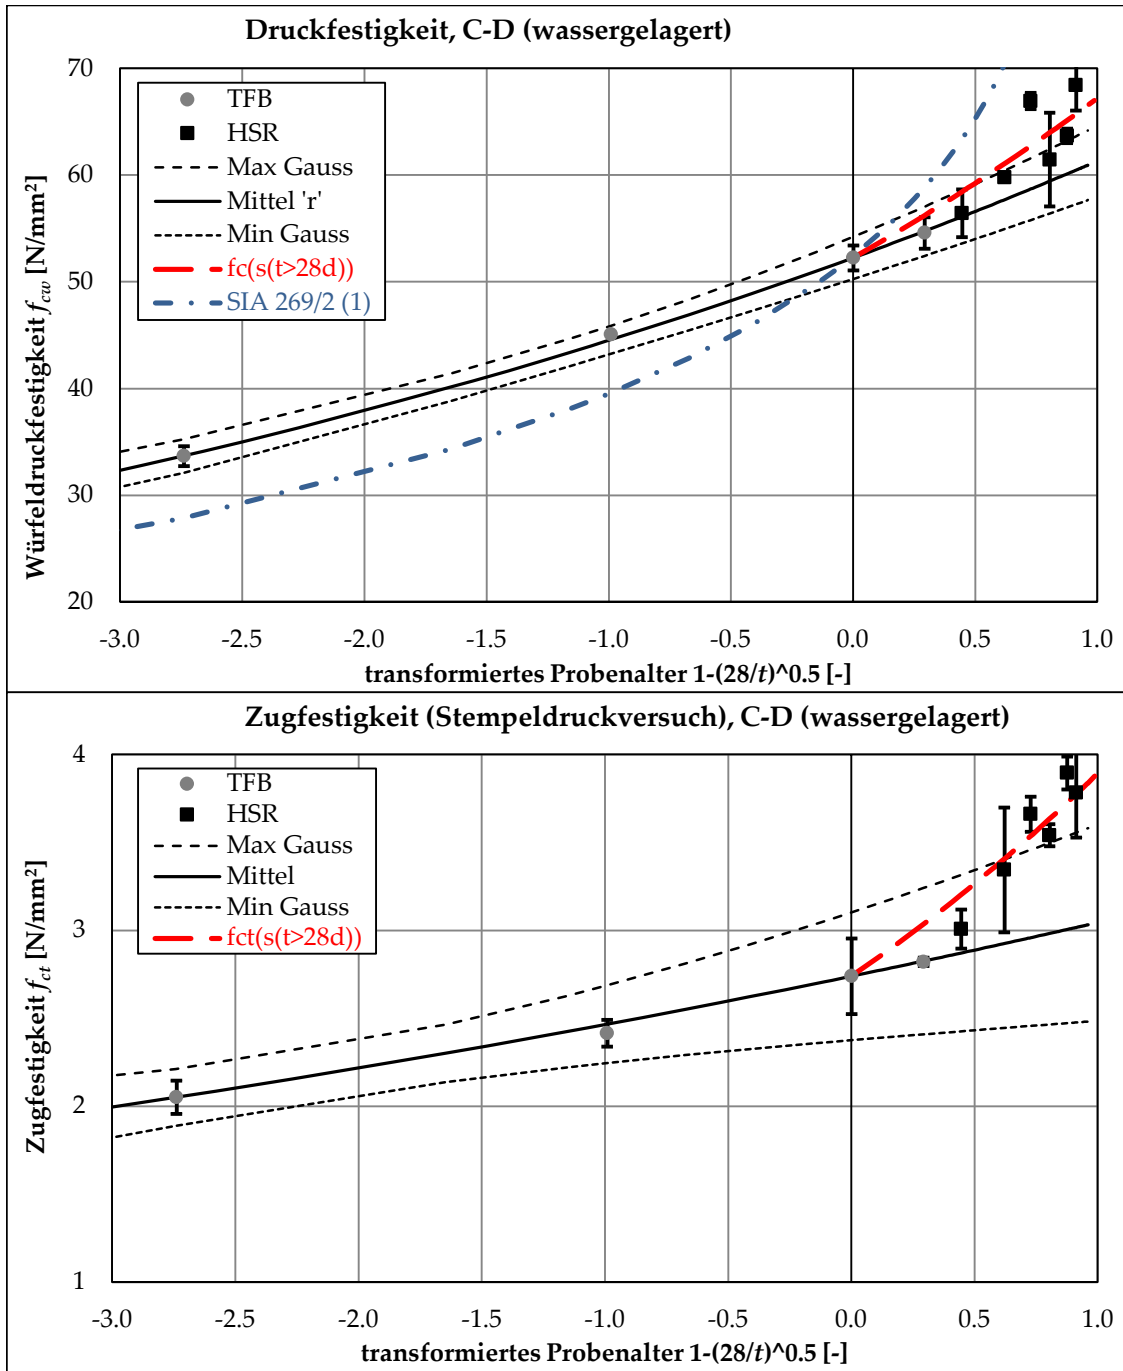 Druckfestigkeit, C-D (wassergelagert)
70
60
50
40
30
20
Würfeldruckfestigkeit fcw [N/mm²]
TFB
HSR
Max Gauss
Mittel 'r'
Min Gauss
fc(s(t>28d))
SIA 269/2 (1)
-3.0 -2.5 -2.0 -1.5 -1.0 -0.5 0.0 0.5 1.0
transformiertes Probenalter 1-(28/t)^0.5 [-]
Zugfestigkeit (Stempeldruckversuch), C-D (wassergelagert)
4
3
2
1
Zugfestigkeit fct [N/mm²]
TFB
HSR
Max Gauss
Mittel
Min Gauss
fct(s(t>28d))
-3.0 -2.5 -2.0 -1.5 -1.0 -0.5 0.0 0.5 1.0
transformiertes Probenalter 1-(28/t)^0.5 [-]